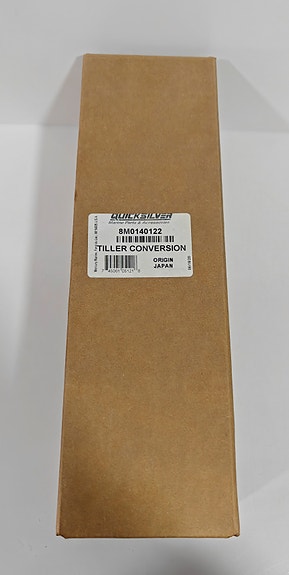 QUICKSILVER
Marine Parts & Accessories
8M0140122
TILLER CONVERSION
ORIGIN
JAPAN